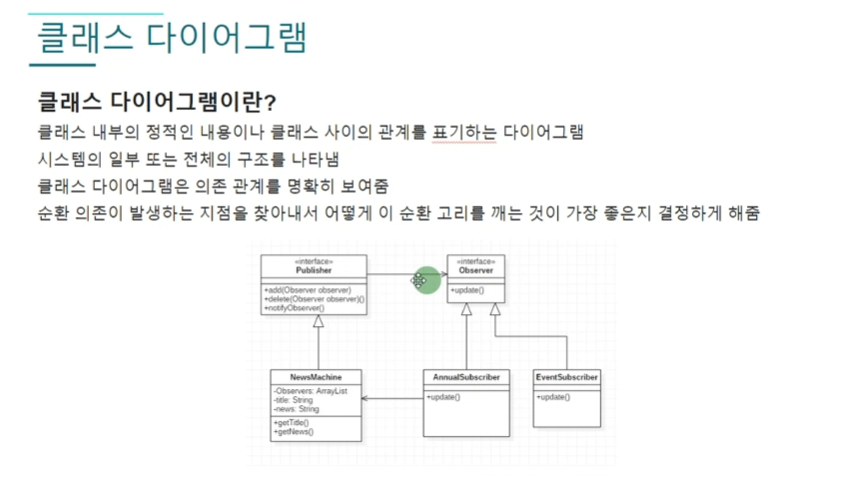 클래스 다이어그램
클래스 다이어그램이란?
클래스 내부의 정적인 내용이나 클래스 사이의 관계를 표기하는 다이어그램
시스템의 일부 또는 전체의 구조를 나타냄
클래스 다이어그램은 의존 관계를 명확히 보여줌
순환 의존이 발생하는 지점을 찾아내서 어떻게 이 순환 고리를 깨는 것이 가장 좋은지 결정하게 해줌
«interface»
Publisher
+add(Observer observer)
+delete(Observer observer)()
+notifyObserver()
«interface»
Observer
+update()
NewsMachine
-Observers: ArrayList
-title: String
-news: String
+getTitle()
+getNews()
AnnualSubscriber
+update()
EventSubscriber
+update()